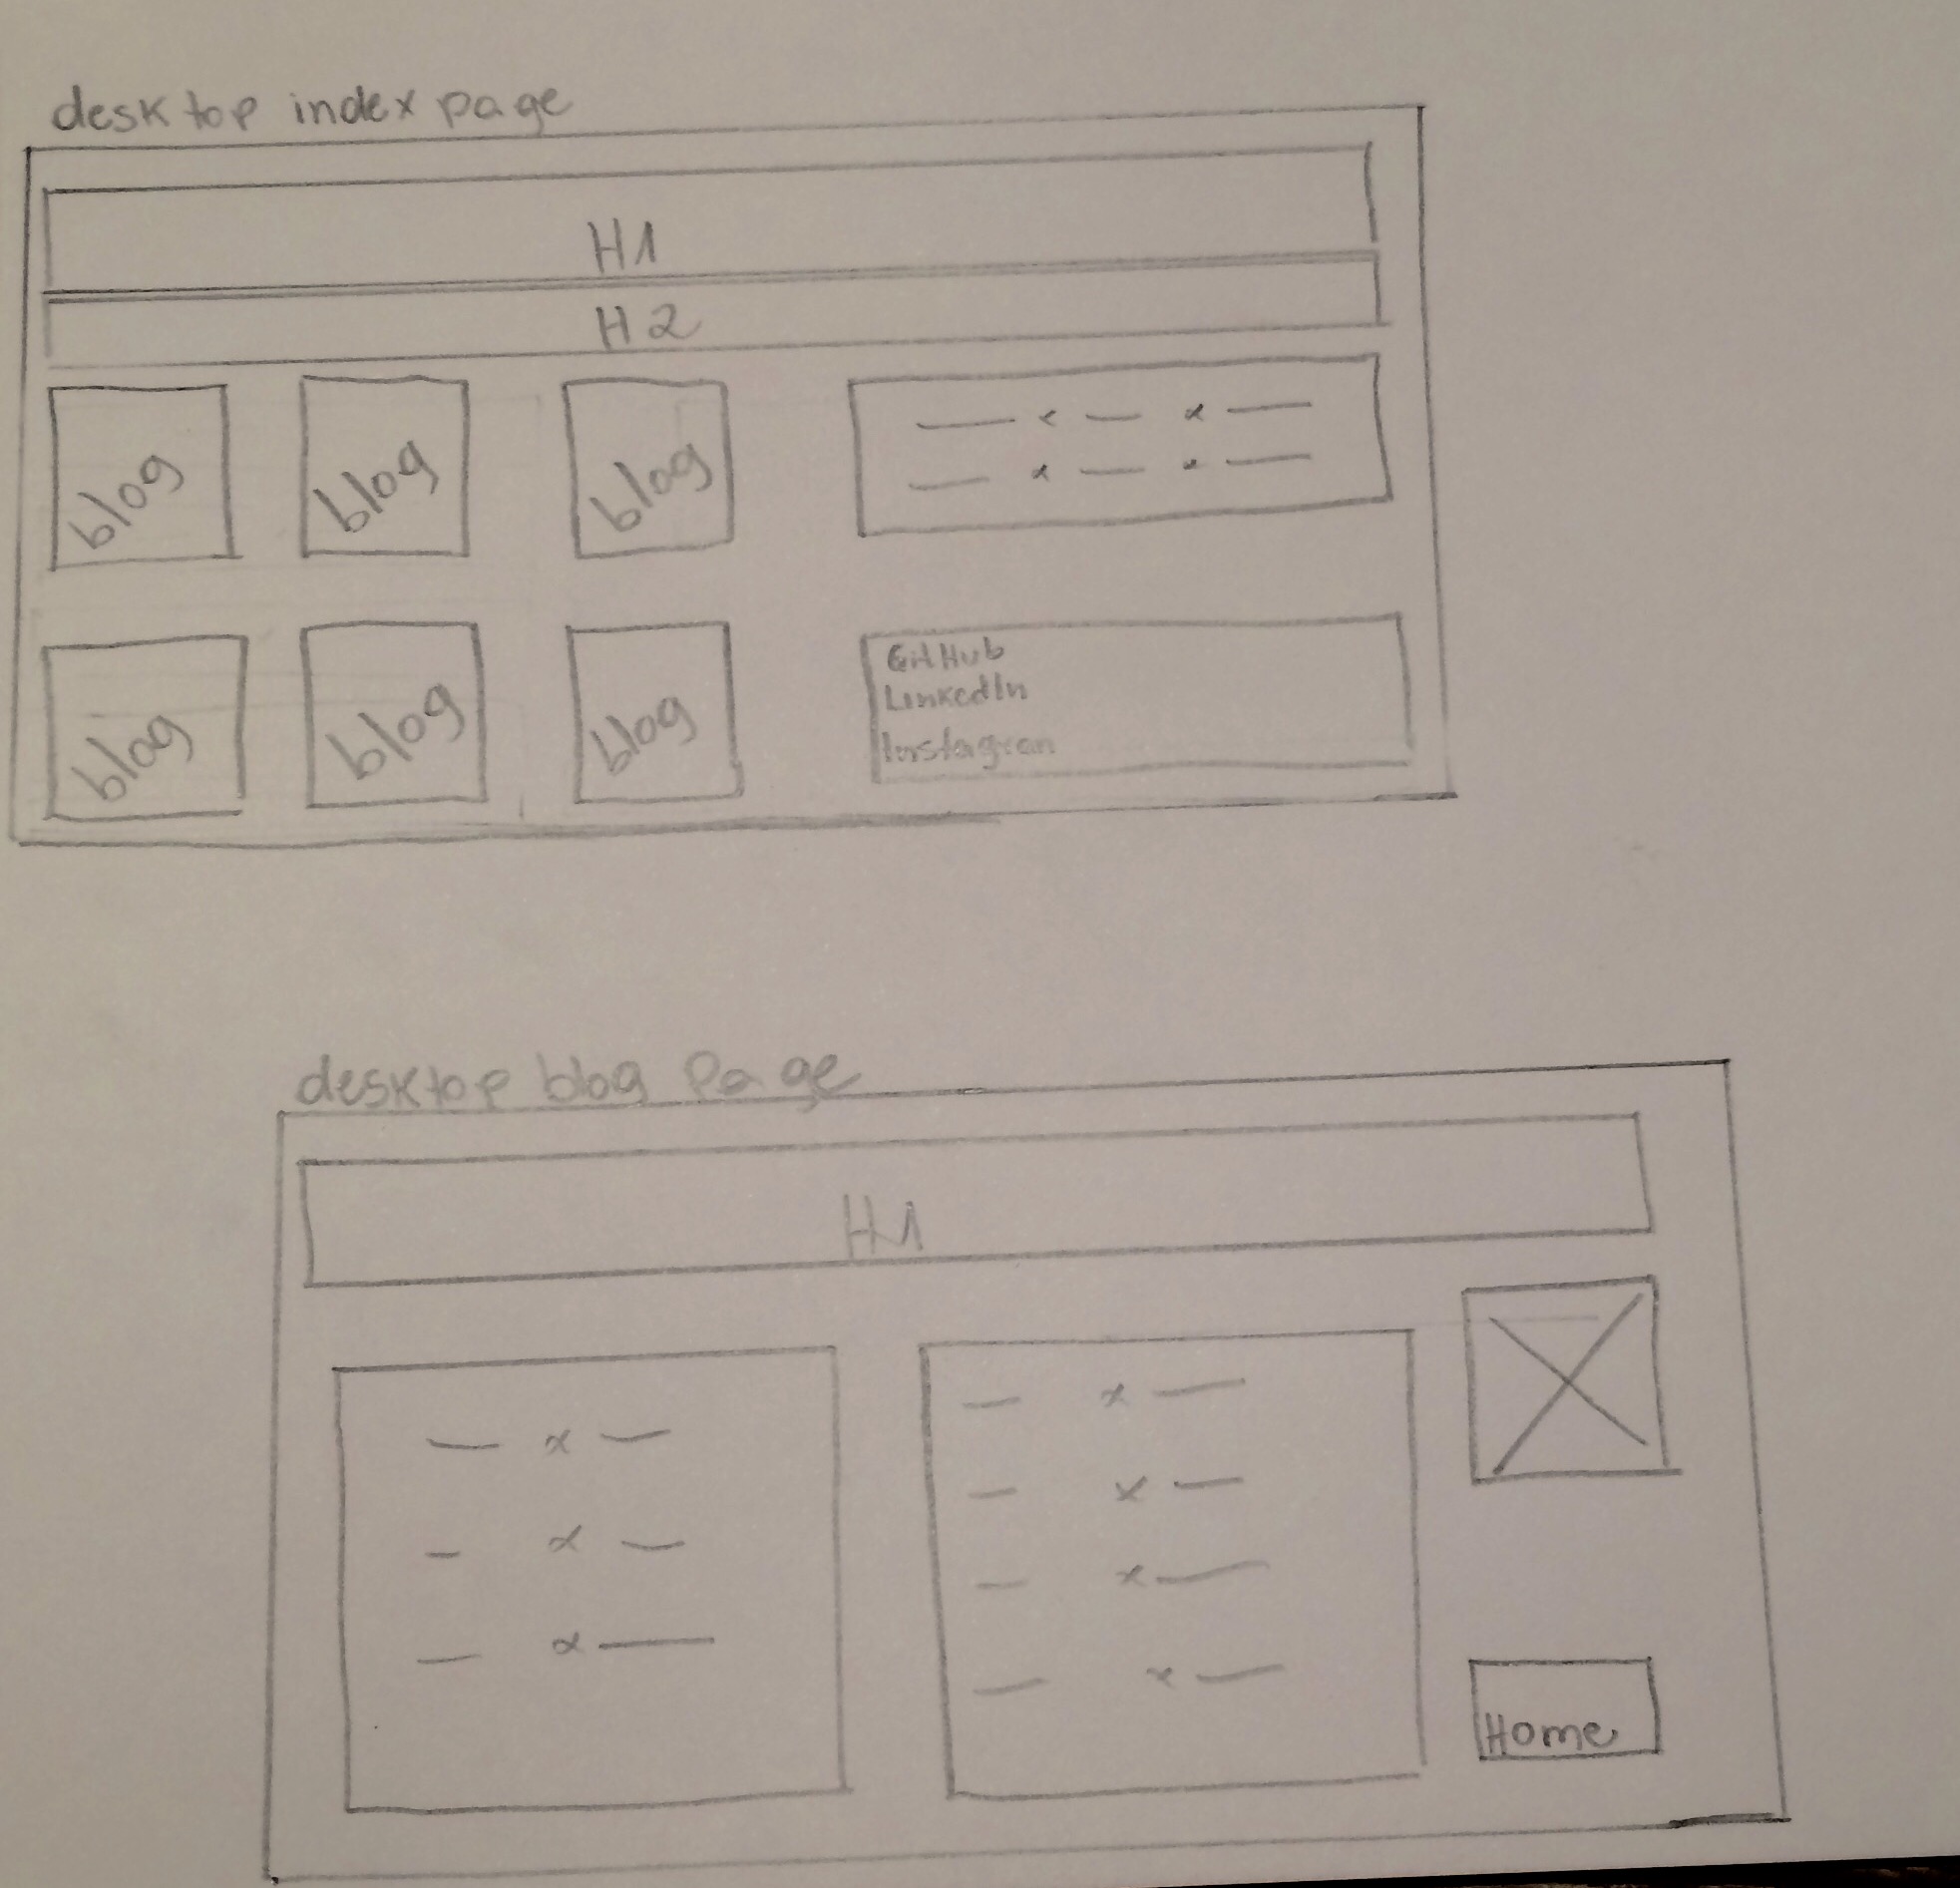 desktop index page
H1
H2
blog blog blog
blog blog blog
GitHub
LinkedIn
Instagram
desktop blog Page
H1
Home